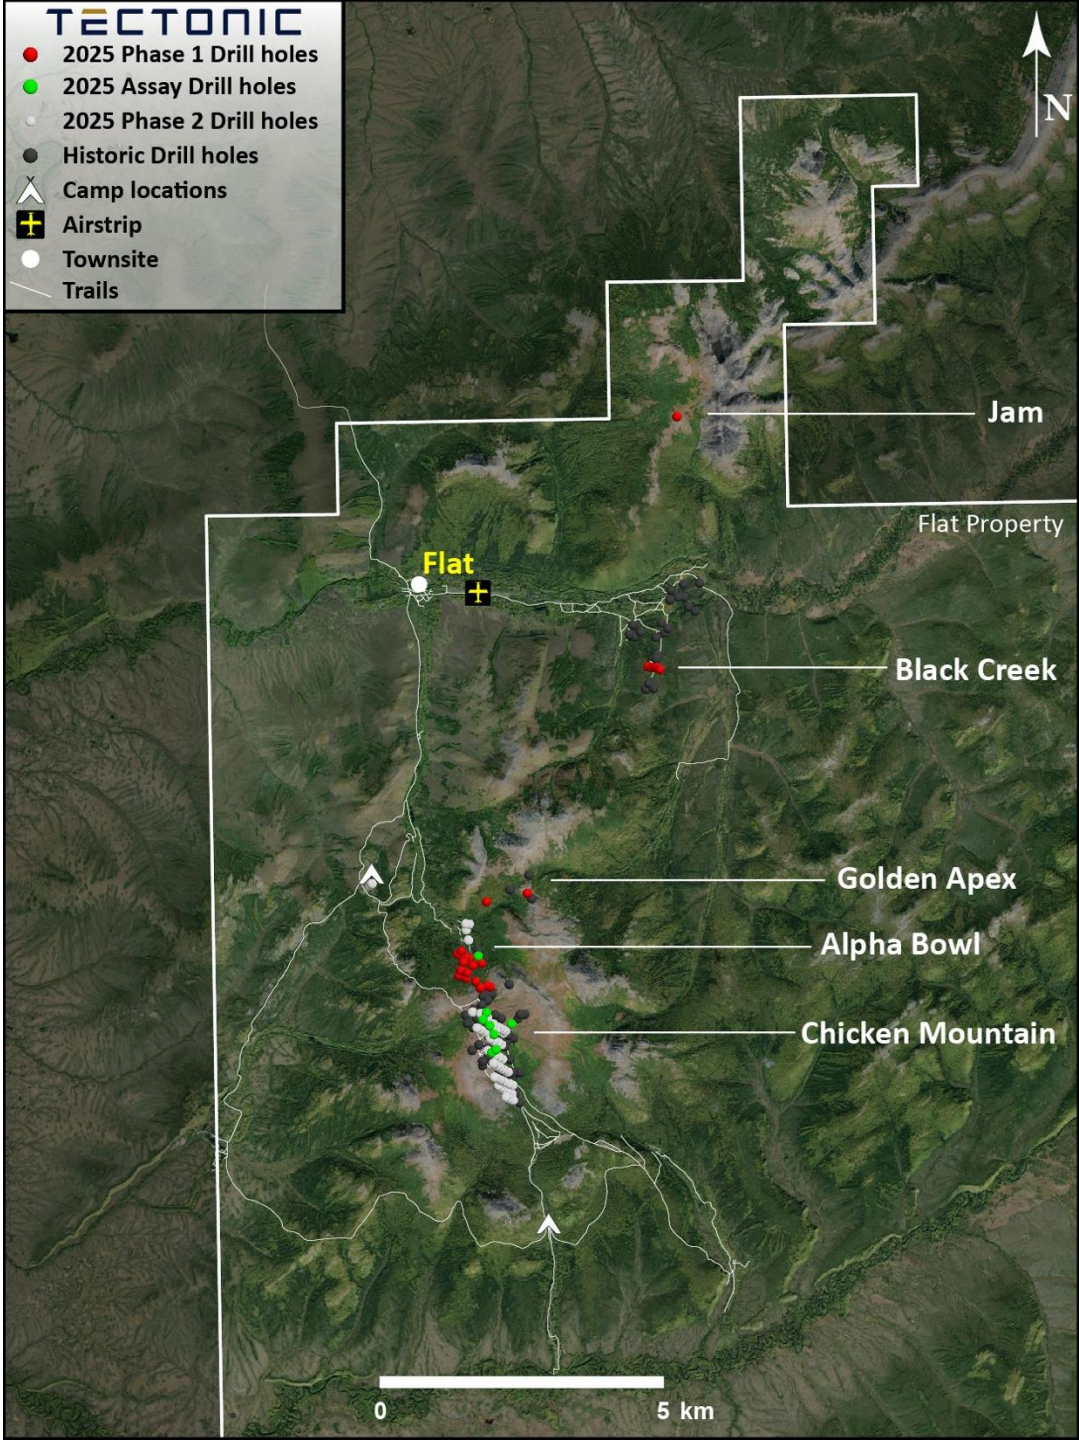 TECTONIC
2025 Phase 1 Drill holes
2025 Assay Drill holes
2025 Phase 2 Drill holes
Historic Drill holes
Camp locations
Airstrip
Townsite
Trails
N
Jam
Flat Property
Flat
Black Creek
Golden Apex
Alpha Bowl
Chicken Mountain
0 5 km